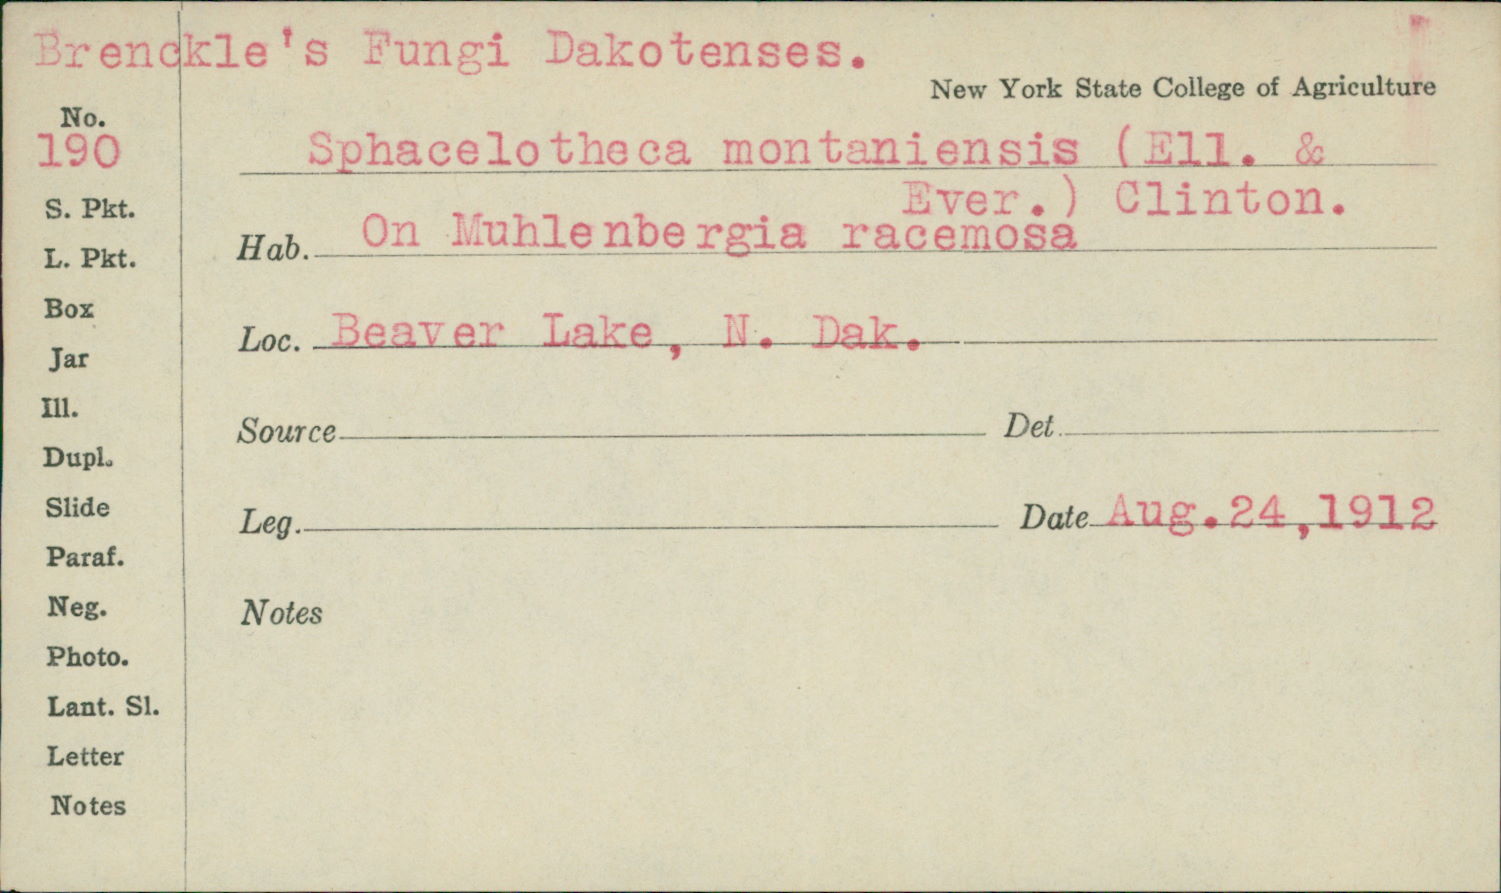 Brenckle's Fungi Dakotenses.
New York State College of Agriculture
No.
190
Sphacelotheca montaniensis (Ell. &
Ever.) Clinton.
S. Pkt.
Hab. On Muhlenbergia racemosa
L. Pkt.
Box
Loc. Beaver Lake, N. Dak.
Jar
Ill.
Source Det.
Dupl.
Slide
Leg. Date Aug.24,1912
Paraf.
Neg.
Notes
Photo.
Lant. Sl.
Letter
Notes